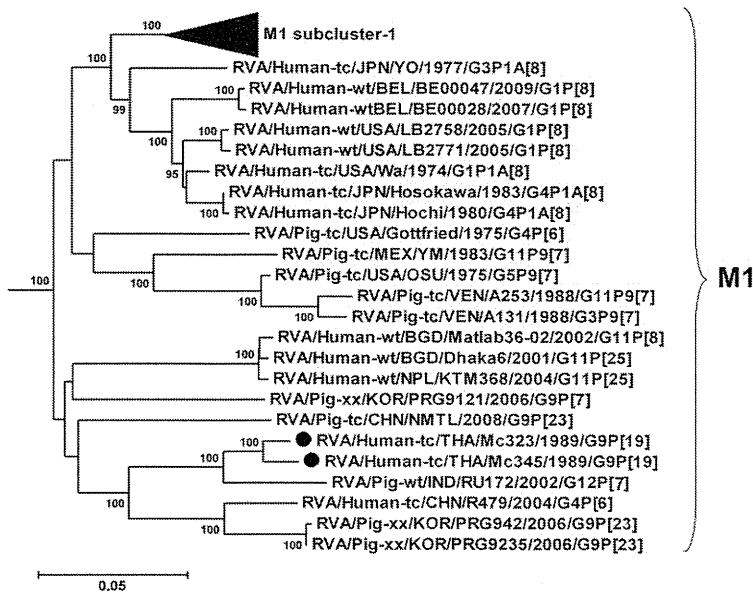 100
M1 subcluster-1
100
RVA/Human-tc/JPN/YO/1977/G3P1A[8]
99
100
RVA/Human-wt/BEL/BE00047/2009/G1P[8]
RVA/Human-wtBEL/BE00028/2007/G1P[8]
100
RVA/Human-wt/USA/LB2758/2005/G1P[8]
100
RVA/Human-wt/USA/LB2771/2005/G1P[8]
95
RVA/Human-tc/USA/Wa/1974/G1P1A[8]
RVA/Human-tc/JPN/Hosokawa/1983/G4P1A[8]
100
RVA/Human-tc/JPN/Hochi/1980/G4P1A[8]
RVA/Pig-tc/USA/Gottfried/1975/G4P[6]
RVA/Pig-tc/MEX/YM/1983/G11P9[7]
100
M1
RVA/Pig-tc/USA/OSU/1975/G5P9[7]
100
RVA/Pig-tc/VEN/A253/1988/G11P9[7]
100
100
RVA/Pig-tc/VEN/A131/1988/G3P9[7]
RVA/Human-wt/BGD/Matlab36-02/2002/G11P[8]
100
RVA/Human-wt/BGD/Dhaka6/2001/G11P[25]
RVA/Human-wt/NPL/KTM368/2004/G11P[25]
RVA/Pig-xx/KOR/PRG9121/2006/G9P[7]
RVA/Pig-tc/CHN/NMTL/2008/G9P[23]
100
RVA/Human-tc/THA/Mc323/1989/G9P[19]
100
RVA/Human-tc/THA/Mc345/1989/G9P[19]
RVA/Pig-wt/IND/RU172/2002/G12P[7]
100
RVA/Human-tc/CHN/R479/2004/G4P[6]
100
RVA/Pig-xx/KOR/PRG942/2006/G9P[23]
100
RVA/Pig-xx/KOR/PRG9235/2006/G9P[23]
0.05